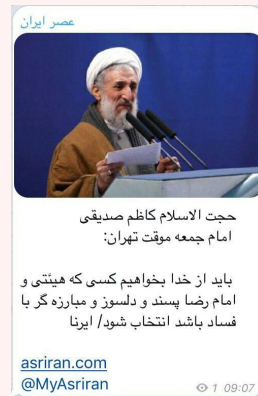 عصر ایران
حجت الاسلام کاظم صدیقی
امام جمعه موقت تهران:
باید از خدا بخواهیم کسی که هیئتی و
امام رضا پسند و دلسوز و مبارزه گر با
فساد باشد انتخاب شود/ ایرنا
asriran.com
@MyAsriran
1 09:07